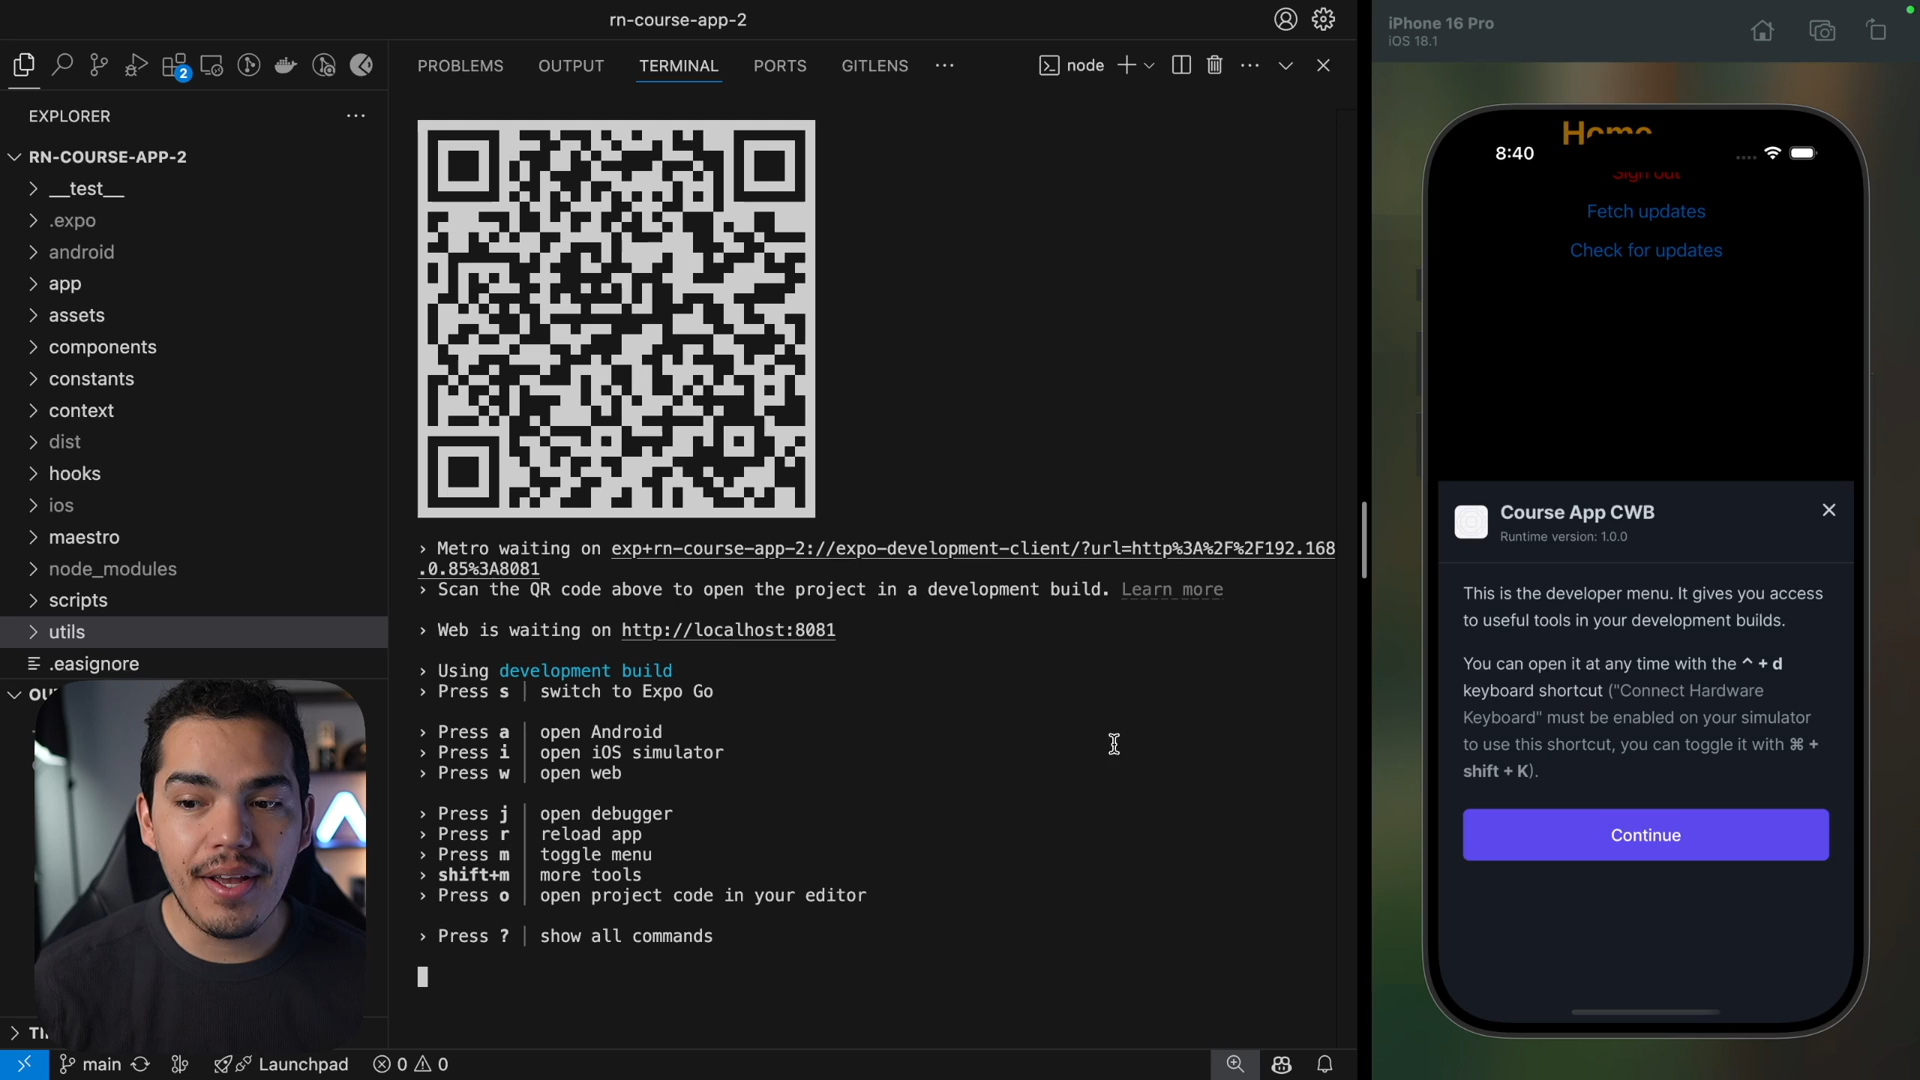 rn-course-app-2
PROBLEMS OUTPUT TERMINAL PORTS GITLENS
node
2
EXPLORER
RN-COURSE-APP-2
__test__
.expo
android
app
assets
components
constants
context
dist
hooks
ios
maestro
node_modules
scripts
utils
.easignore
main
Launchpad
0
0
› Metro waiting on exp+rn-course-app-2://expo-development-client/?url=http%3A%2F%2F192.168
.0.85%3A8081
› Scan the QR code above to open the project in a development build. Learn more
› Web is waiting on http://localhost:8081
› Using development build
› Press s │ switch to Expo Go
› Press a │ open Android
› Press i │ open iOS simulator
› Press w │ open web
› Press j │ open debugger
› Press r │ reload app
› Press m │ toggle menu
› shift+m │ more tools
› Press o │ open project code in your editor
› Press ? │ show all commands
iPhone 16 Pro
iOS 18.1
Home
8:40
Sign out
Fetch updates
Check for updates
Course App CWB
Runtime version: 1.0.0
This is the developer menu. It gives you access
to useful tools in your development builds.
You can open it at any time with the ^ + d
keyboard shortcut ("Connect Hardware
Keyboard" must be enabled on your simulator
to use this shortcut, you can toggle it with ⌘ +
shift + K).
Continue